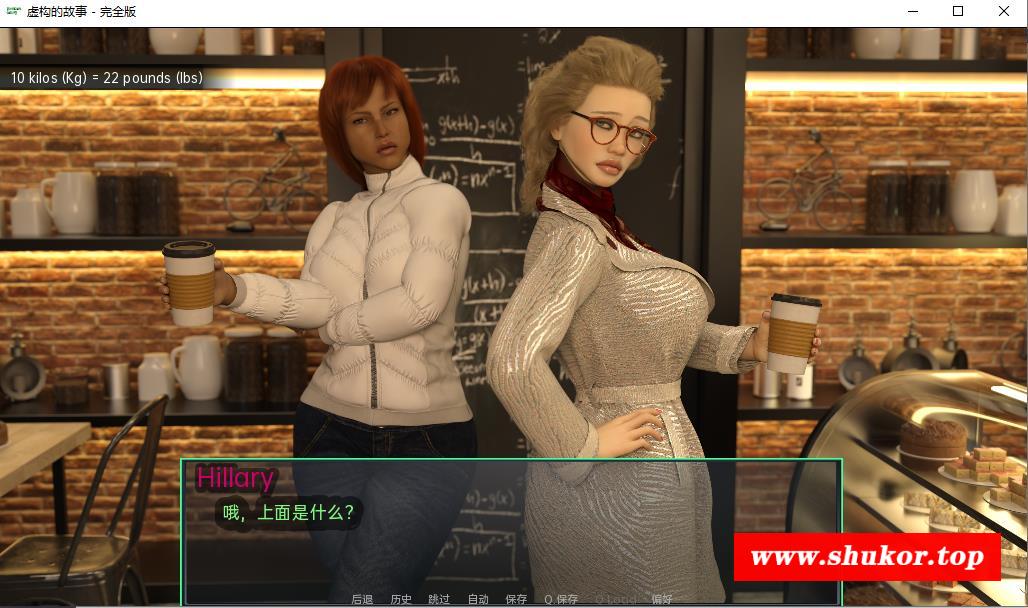 虚构的故事 - 完全版
10 kilos (Kg) = 22 pounds (lbs)
g(x+h)-g(x)
h
Hillary
哦，上面是什么？
www.shukor.top
后退 历史 跳过 自动 保存 Q.保存 Q.Load 偏好